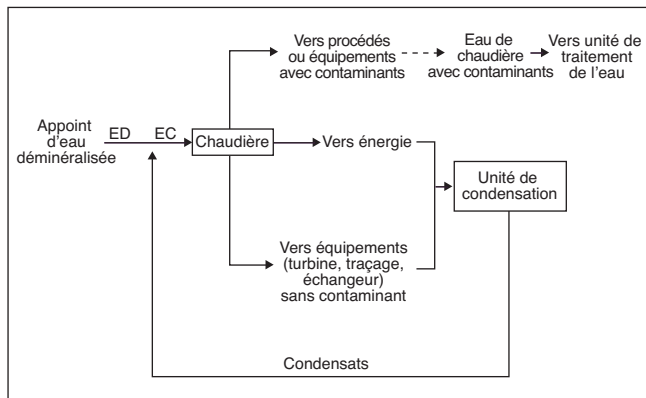 Vers procédés
ou équipements
avec contaminants
Eau de
chaudière
avec contaminants
Vers unité de
traitement
de l’eau
Appoint
d’eau
déminéralisée
ED
EC
Chaudière
Vers énergie
Unité de
condensation
Vers équipements
(turbine, traçage,
échangeur)
sans contaminant
Condensats